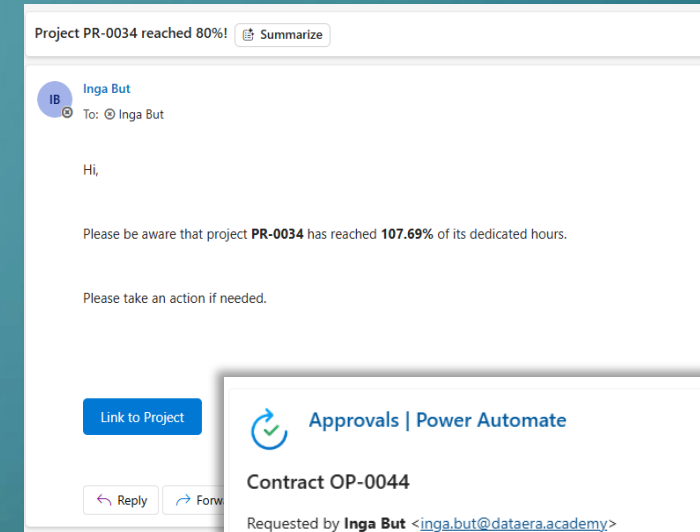 Project PR-0034 reached 80%! Summarize
IB
Inga But
To: Inga But
Hi,
Please be aware that project PR-0034 has reached 107.69% of its dedicated hours.
Please take an action if needed.
Link to Project
Reply Forw
Approvals | Power Automate
Contract OP-0044
Requested by Inga But <inga.but@dataera.academy>